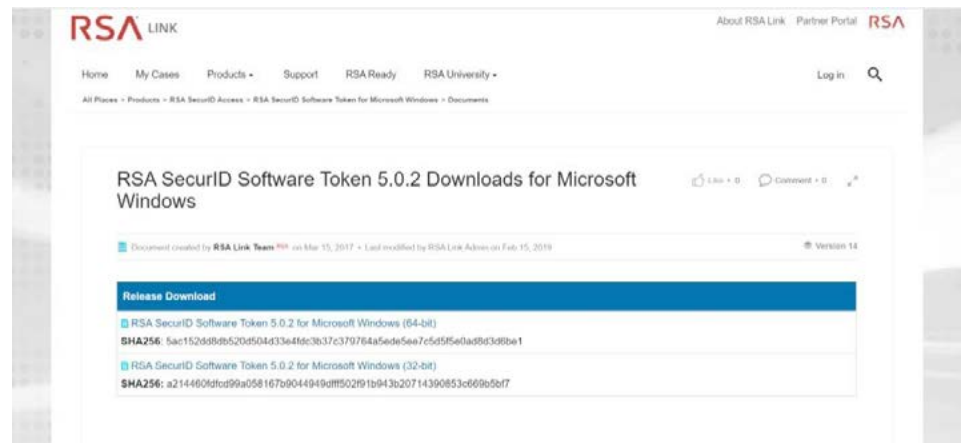 RSA LINK
About RSA Link Partner Portal RSA
Home My Cases Products Support RSA Ready RSA University Log in
All Places > Products > RSA SecurID Access > RSA SecurID Software Token for Microsoft Windows > Documents
RSA SecurID Software Token 5.0.2 Downloads for Microsoft
Windows
Like • 0 Comment • 0
Document created by RSA Link Team on Mar 15, 2017 • Last modified by RSA Link Admin on Feb 15, 2019
Version 14
Release Download
RSA SecurID Software Token 5.0.2 for Microsoft Windows (64-bit)
SHA256:
RSA SecurID Software Token 5.0.2 for Microsoft Windows (32-bit)
SHA256: